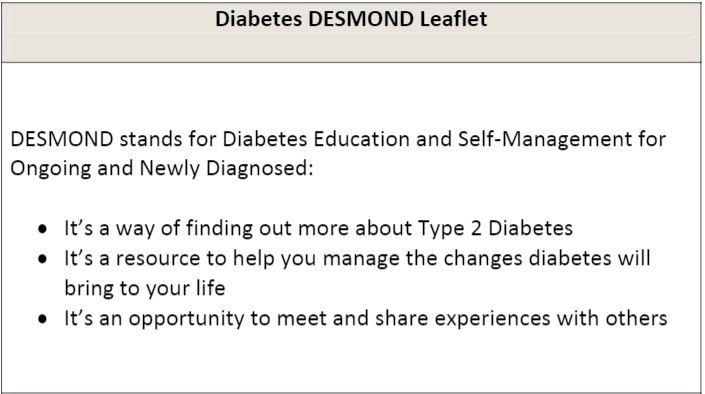 Diabetes DESMOND Leaflet
DESMOND stands for Diabetes Education and Self-Management for
Ongoing and Newly Diagnosed:
• It's a way of finding out more about Type 2 Diabetes
• It's a resource to help you manage the changes diabetes will
bring to your life
• It's an opportunity to meet and share experiences with others